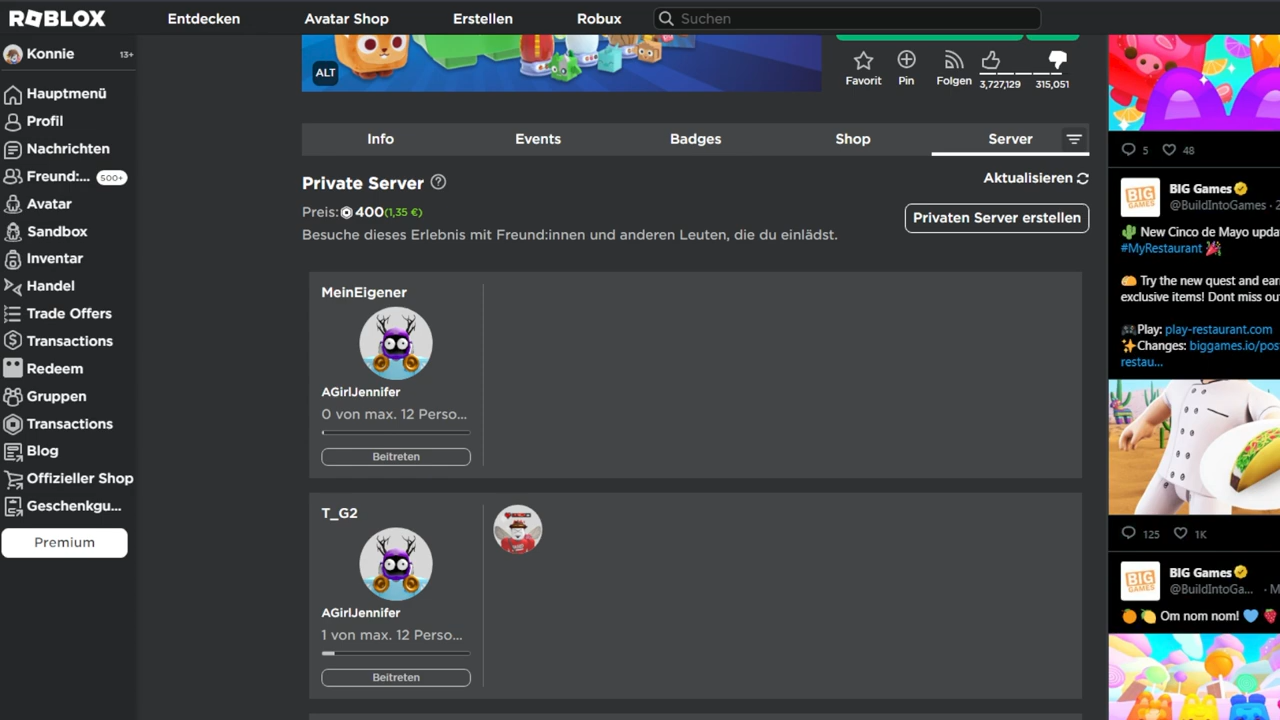 ROBLOX
Entdecken
Avatar Shop
Erstellen
Robux
Suchen
Konnie
13+
Hauptmenü
Profil
Nachrichten
Freund:...
500+
Avatar
Sandbox
Inventar
Handel
Trade Offers
Transactions
Redeem
Gruppen
Transactions
Blog
Offizieller Shop
Geschenkgu...
Premium
ALT
Favorit
Pin
Folgen
3,727,129
315,051
Info
Events
Badges
Shop
Server
Private Server
Aktualisieren
Preis: 400(1,35 €)
Privaten Server erstellen
Besuche dieses Erlebnis mit Freund:innen und anderen Leuten, die du einlädst.
MeinEigener
AGirlJennifer
0 von max. 12 Perso...
Beitreten
T_G2
AGirlJennifer
1 von max. 12 Perso...
Beitreten
5
48
BIG GAMES
BIG Games
@BuildIntoGames · 2
🌵 New Cinco de Mayo upda
#MyRestaurant 🎉
🌮 Try the new quest and ear
exclusive items! Dont miss ou
🎮Play: play-restaurant.com
✨Changes: biggames.io/pos
restau...
125
1K
BIG GAMES
BIG Games
@BuildIntoGa... · M
🍊 🍋 Om nom nom! 💙 🍓